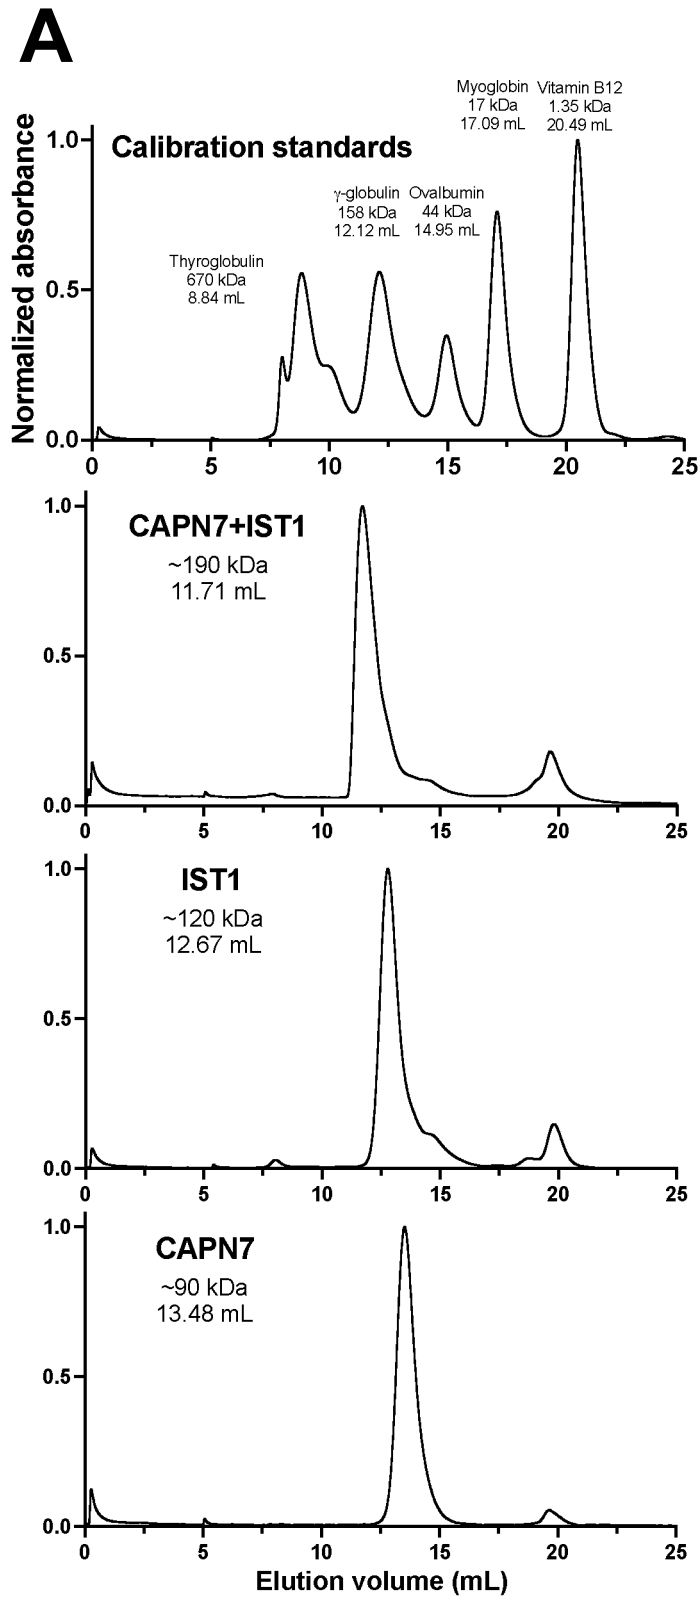 A
Normalized absorbance
Calibration standards
Thyroglobulin
670 kDa
8.84 mL
γ-globulin
158 kDa
12.12 mL
Ovalbumin
44 kDa
14.95 mL
Myoglobin
17 kDa
17.09 mL
Vitamin B12
1.35 kDa
20.49 mL
1.0
0.5
0.0
0 5 10 15 20 25
CAPN7+IST1
~190 kDa
11.71 mL
1.0
0.5
0.0
0 5 10 15 20 25
IST1
~120 kDa
12.67 mL
1.0
0.5
0.0
0 5 10 15 20 25
CAPN7
~90 kDa
13.48 mL
1.0
0.5
0.0
0 5 10 15 20 25
Elution volume (mL)